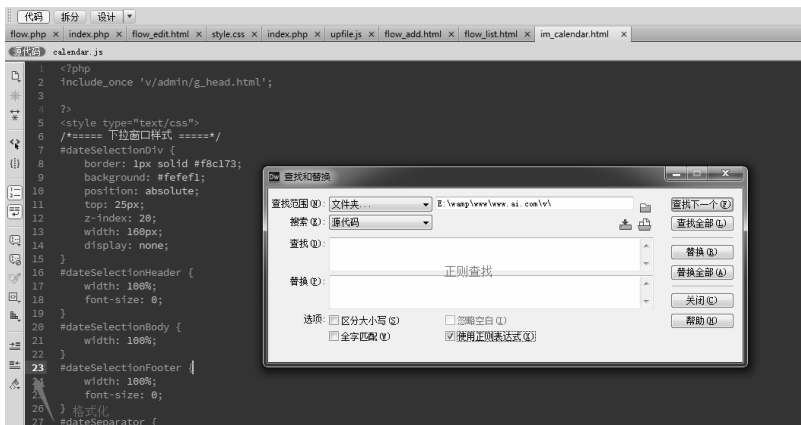 代码 拆分 设计
flow.php × index.php × flow_edit.html × style.css × index.php × upfile.js × flow_add.html × flow_list.html × im_calendar.html ×
源代码 calendar.js
1 <?php
2 include_once 'v/admin/g_head.html';
3
4 ?>
5 <style type="text/css">
6 /*===== 下拉窗口样式 =====*/
7 #dateSelectionDiv {
8 border: 1px solid #f8c173;
9 background: #fefef1;
10 position: absolute;
11 top: 25px;
12 z-index: 20;
13 width: 160px;
14 display: none;
15 }
16 #dateSelectionHeader {
17 width: 100%;
18 font-size: 0;
19 }
20 #dateSelectionBody {
21 width: 100%;
22 }
23 #dateSelectionFooter {
24 width: 100%;
25 font-size: 0;
26 } 格式化
27 #dateSeparator {
Dw 查找和替换
查找范围(W): 文件夹... E:\wamp\www\www.ai.com\v\ 查找下一个(F)
搜索(E): 源代码 查找全部(L)
查找(D):
替换(R)
正则查找
替换全部(A)
替换(P):
关闭(C)
选项: 区分大小写(S) 忽略空白(I) 帮助(H)
全字匹配(Y) 使用正则表达式(X)